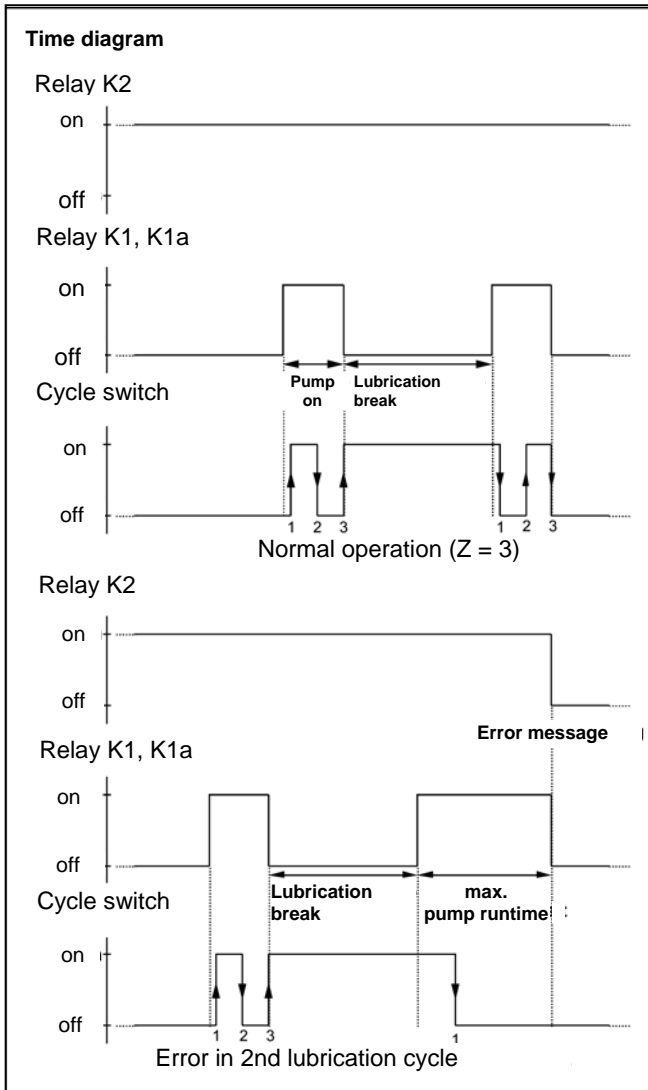 Time diagram
Relay K2
on
off
Relay K1, K1a
on
off
Pump on
Lubrication break
Cycle switch
on
off
1 2 3 1 2 3
Normal operation (Z = 3)
Relay K2
on
off
Error message
Relay K1, K1a
on
off
Lubrication break
max. pump runtime
Cycle switch
on
off
1 2 3 1
Error in 2nd lubrication cycle